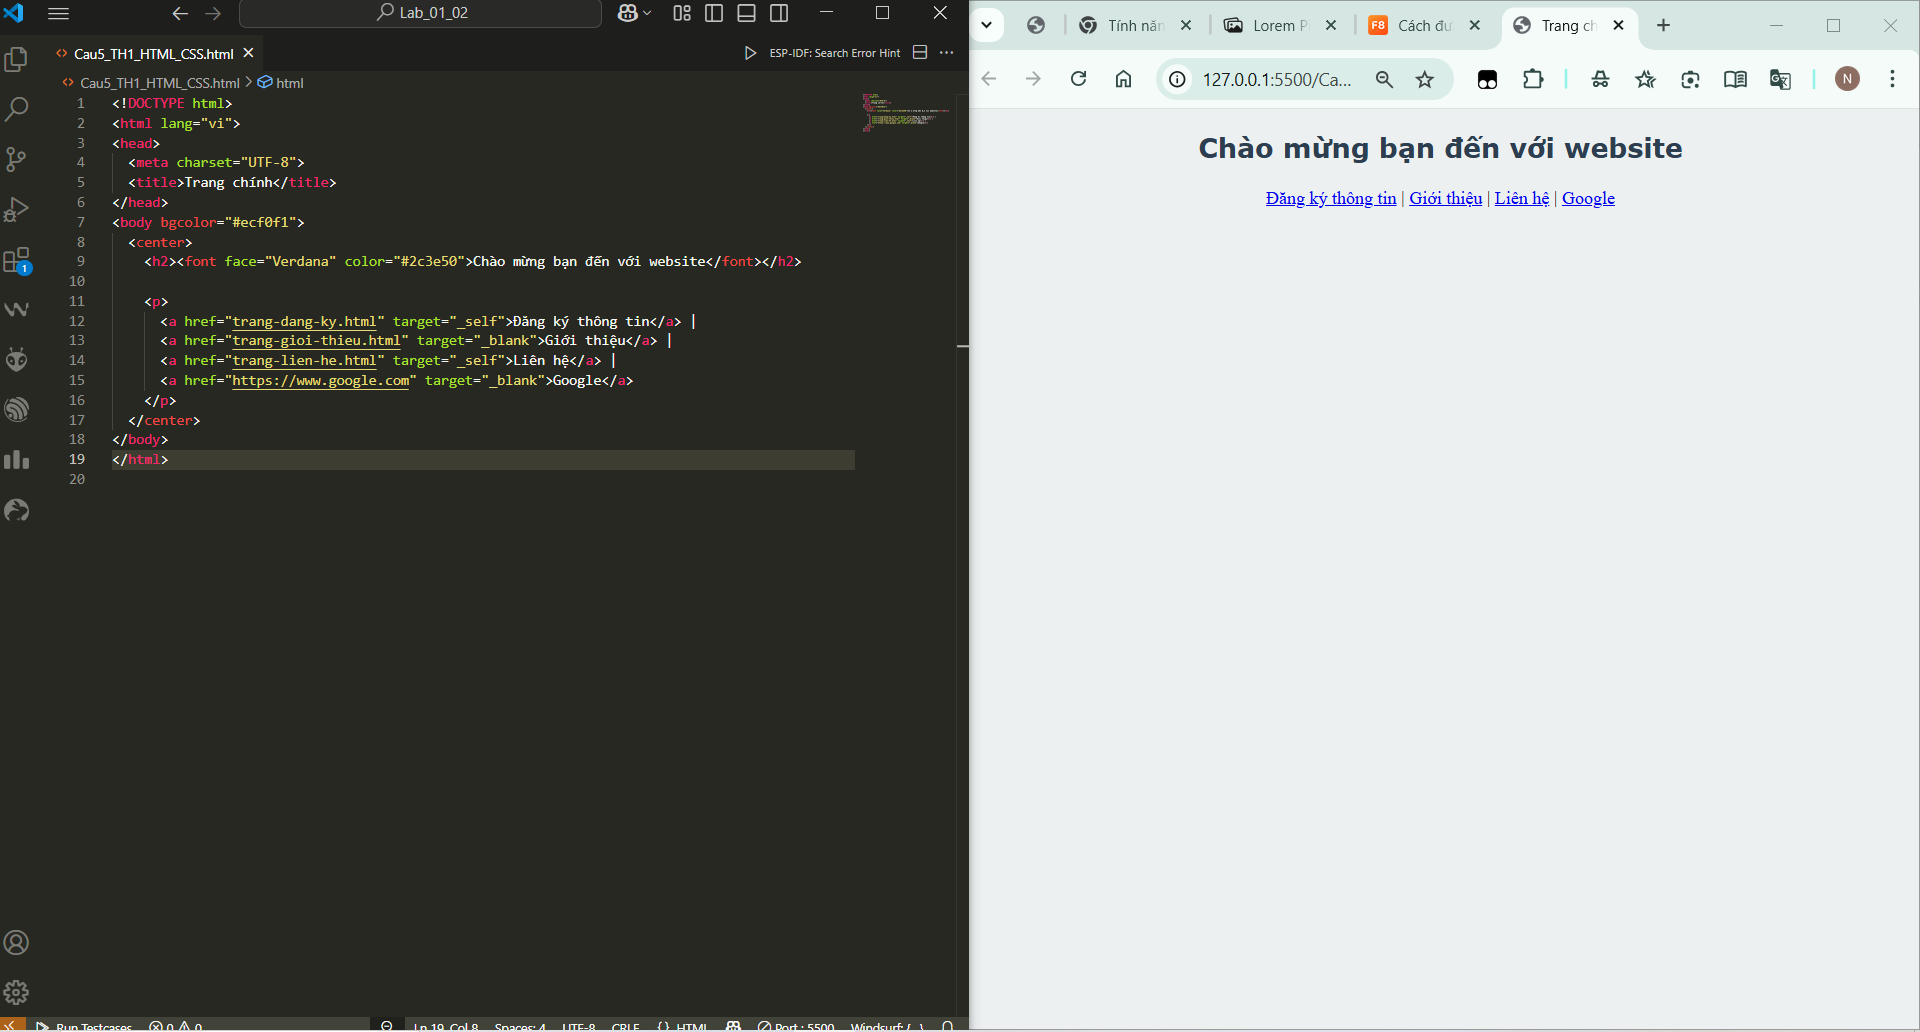 Lab_01_02
Cau5_TH1_HTML_CSS.html
ESP-IDF: Search Error Hint
Cau5_TH1_HTML_CSS.html > html
1 <!DOCTYPE html>
2 <html lang="vi">
3 <head>
4 <meta charset="UTF-8">
5 <title>Trang chính</title>
6 </head>
7 <body bgcolor="#ecf0f1">
8 <center>
9 <h2><font face="Verdana" color="#2c3e50">Chào mừng bạn đến với website</font></h2>
10
11 <p>
12 <a href="trang-dang-ky.html" target="_self">Đăng ký thông tin</a> |
13 <a href="trang-gioi-thieu.html" target="_blank">Giới thiệu</a> |
14 <a href="trang-lien-he.html" target="_self">Liên hệ</a> |
15 <a href="https://www.google.com" target="_blank">Google</a>
16 </p>
17 </center>
18 </body>
19 </html>
20
1
Run Testcases 0 0 Ln 19, Col 8 Spaces: 4 UTF-8 CRLF {} HTML Port : 5500 Windsurf: {...}
Tính năn
Lorem P
F8 Cách đư
Trang ch
127.0.0.1:5500/Ca...
N
Chào mừng bạn đến với website
Đăng ký thông tin | Giới thiệu | Liên hệ | Google